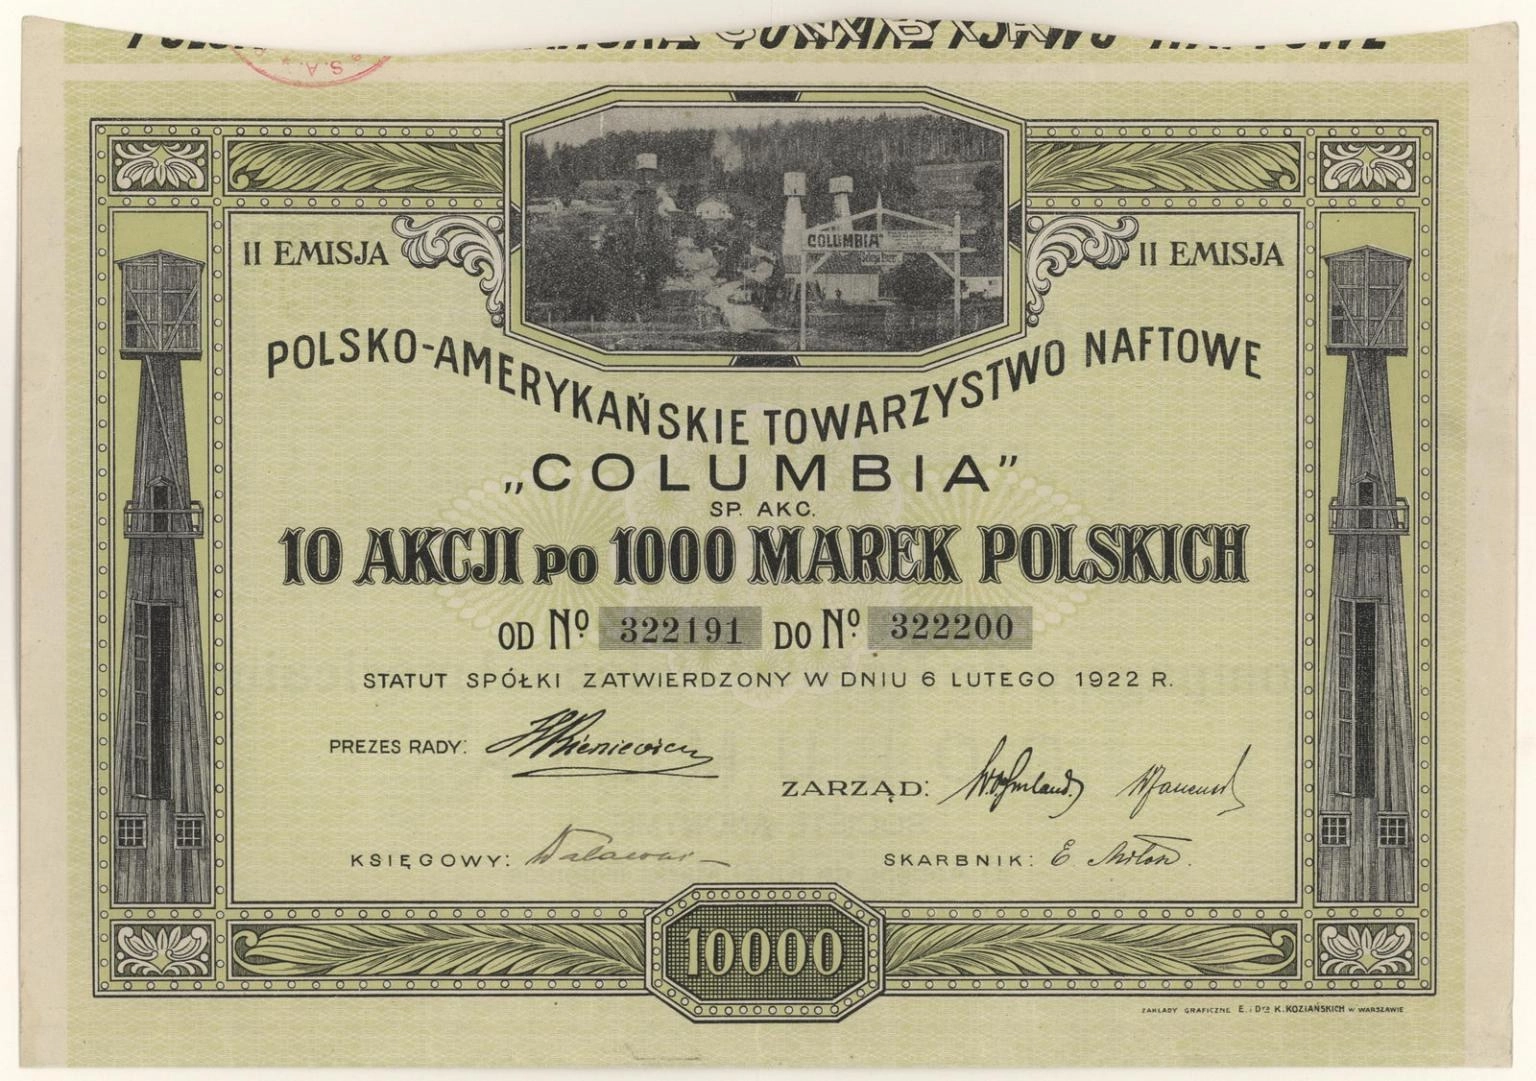 S.A.
II EMISJA
II EMISJA
"COLUMBIA"
POLSKO-AMERYKAŃSKIE TOWARZYSTWO NAFTOWE
„COLUMBIA”
SP. AKC.
10 AKCJI po 1000 MAREK POLSKICH
OD Nº 322191 DO Nº 322200
STATUT SPÓŁKI ZATWIERDZONY W DNIU 6 LUTEGO 1922 R.
PREZES RADY:
ZARZĄD:
KSIĘGOWY:
SKARBNIK:
10000
ZAKŁADY GRAFICZNE E. i Dra K. KOZIAŃSKICH w WARSZAWIE